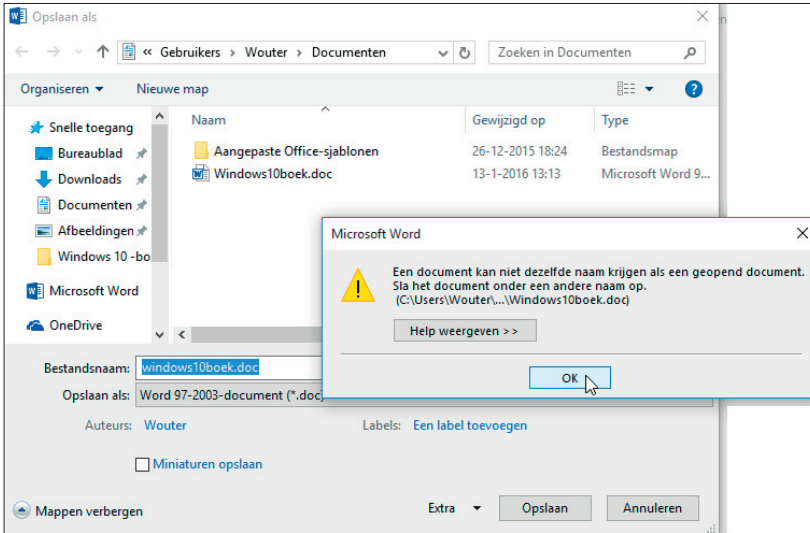 Opslaan als
« Gebruikers › Wouter › Documenten
Zoeken in Documenten
Organiseren
Nieuwe map
Naam
Gewijzigd op
Type
Snelle toegang
Bureaublad
Downloads
Documenten
Afbeeldingen
Windows 10 -bo
Microsoft Word
OneDrive
Aangepaste Office-sjablonen
26-12-2015 18:24
Bestandsmap
Windows10boek.doc
13-1-2016 13:13
Microsoft Word 9...
Microsoft Word
Een document kan niet dezelfde naam krijgen als een geopend document.
Sla het document onder een andere naam op.
(C:\Users\Wouter\...\Windows10boek.doc)
Help weergeven >>
OK
Bestandsnaam: windows10boek.doc
Opslaan als: Word 97-2003-document (*.doc)
Auteurs: Wouter
Labels: Een label toevoegen
Miniaturen opslaan
Mappen verbergen
Extra
Opslaan
Annuleren